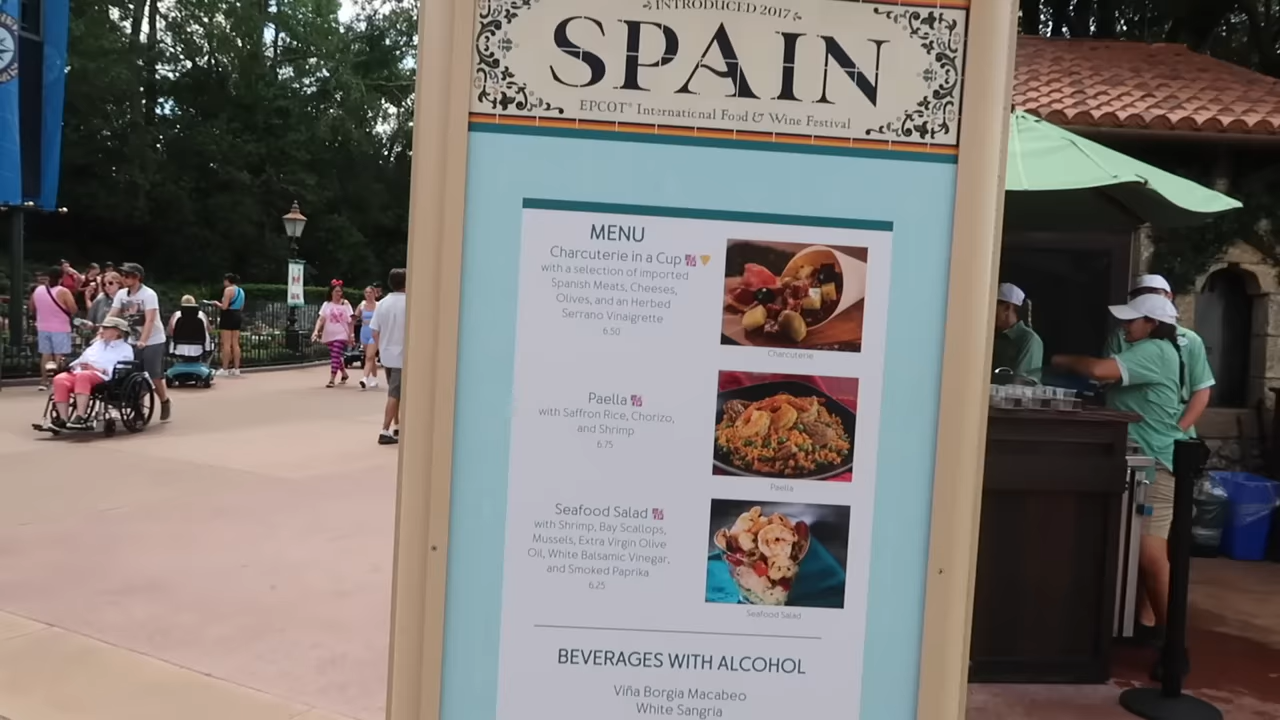 INTRODUCED 2017
SPAIN
EPCOT® International Food & Wine Festival
MENU
Charcuterie in a Cup
with a selection of imported
Spanish Meats, Cheeses,
Olives, and an Herbed
Serrano Vinaigrette
6.50
Charcuterie
Paella
with Saffron Rice, Chorizo,
and Shrimp
6.75
Paella
Seafood Salad
with Shrimp, Bay Scallops,
Mussels, Extra Virgin Olive
Oil, White Balsamic Vinegar,
and Smoked Paprika
6.25
Seafood Salad
BEVERAGES WITH ALCOHOL
Viña Borgia Macabeo
White Sangria